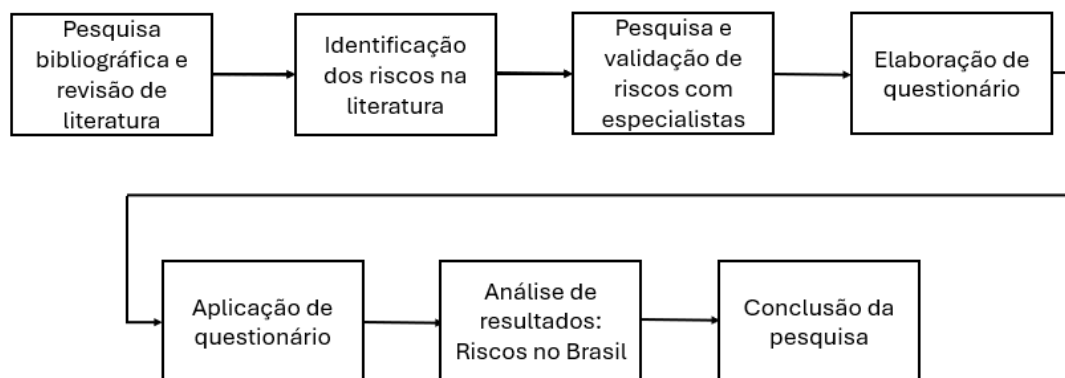 Pesquisa
bibliográfica e
revisão de
literatura
Identificação
dos riscos na
literatura
Pesquisa e
validação de
riscos com
especialistas
Elaboração de
questionário
Aplicação de
questionário
Análise de
resultados:
Riscos no Brasil
Conclusão da
pesquisa